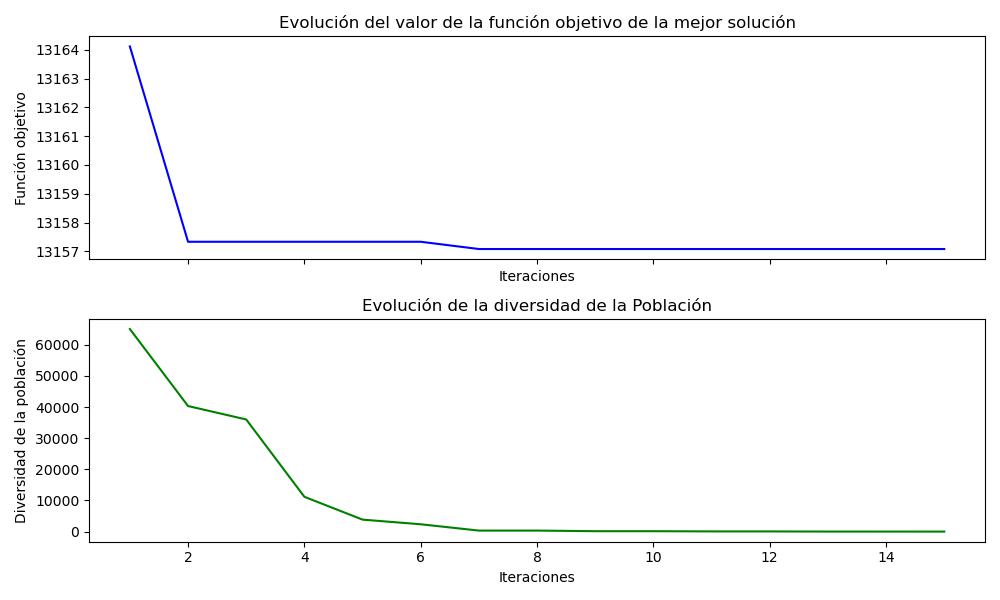 Evolución del valor de la función objetivo de la mejor solución
Función objetivo
13164
13163
13162
13161
13160
13159
13158
13157
Iteraciones
Evolución de la diversidad de la Población
Diversidad de la población
60000
50000
40000
30000
20000
10000
0
2 4 6 8 10 12 14
Iteraciones